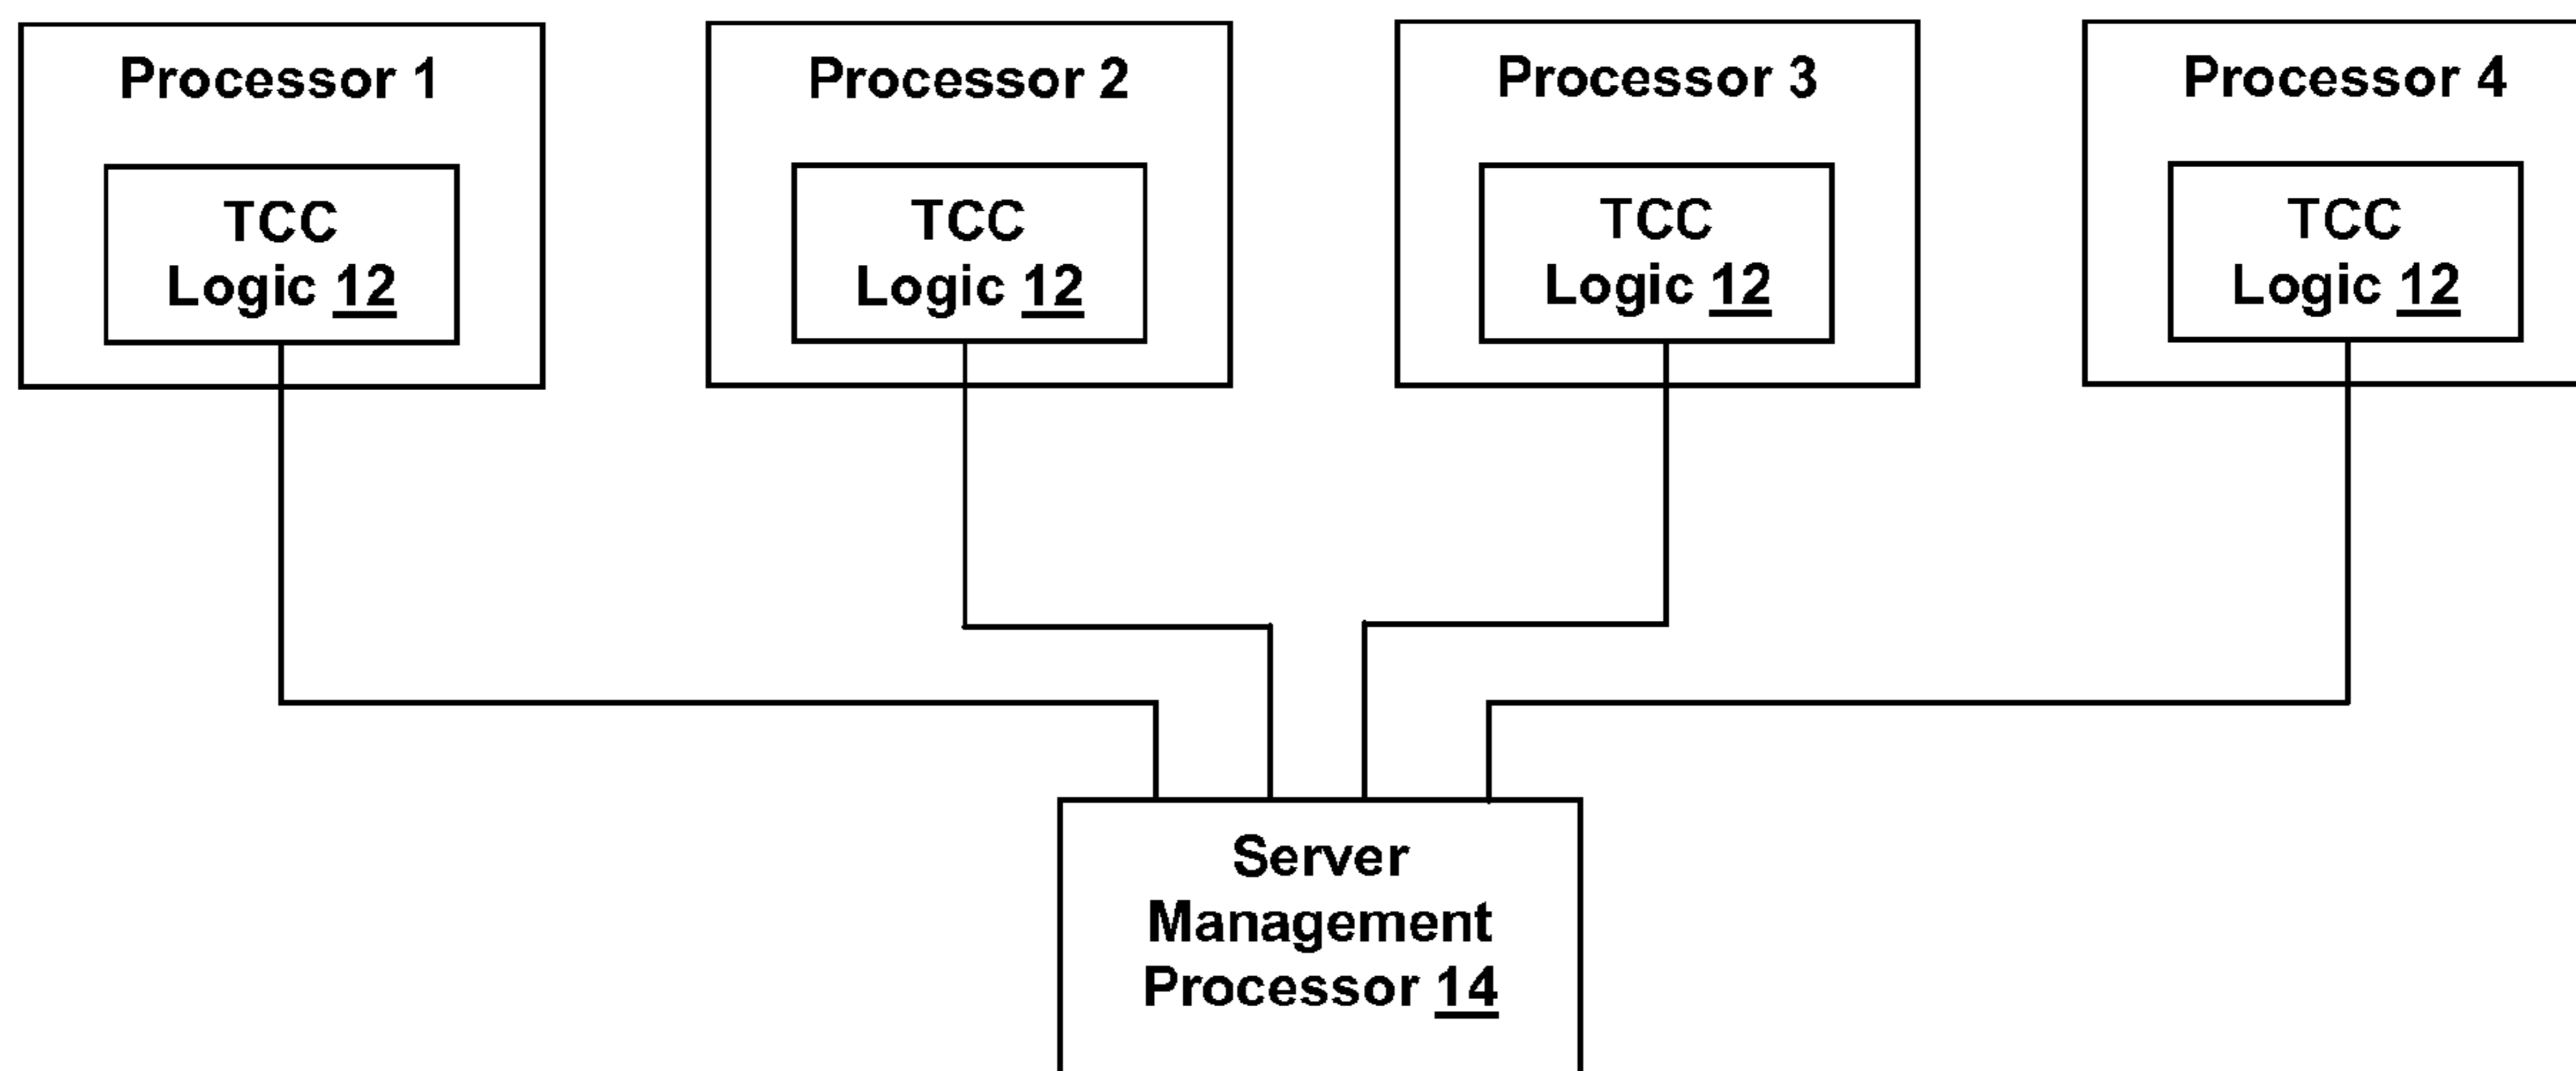 Processor 1
TCC
Logic 12
Processor 2
TCC
Logic 12
Processor 3
TCC
Logic 12
Processor 4
TCC
Logic 12
Server
Management
Processor 14